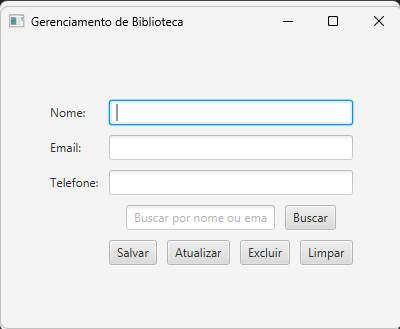 Gerenciamento de Biblioteca
Nome:
Email:
Telefone:
Buscar por nome ou ema Buscar
Salvar Atualizar Excluir Limpar